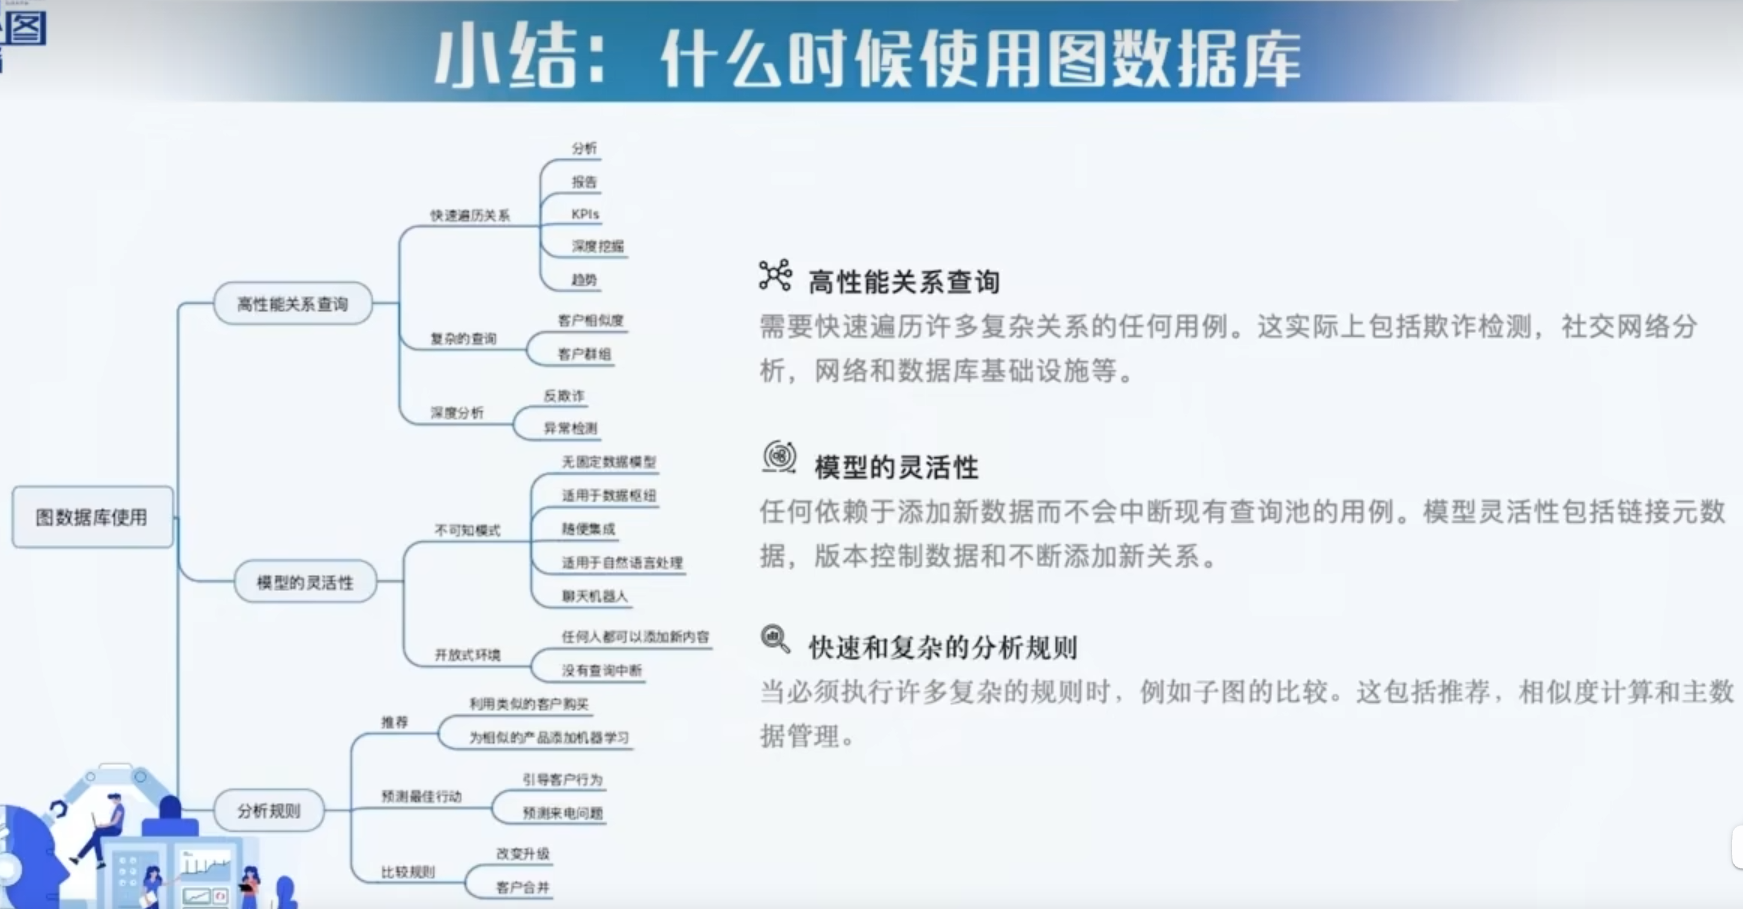 图
小结：什么时候使用图数据库
图数据库使用
高性能关系查询
快速遍历关系
分析
报告
KPIs
深度挖掘
趋势
复杂的查询
客户相似度
客户群组
深度分析
反欺诈
异常检测
模型的灵活性
不可知模式
无固定数据模型
适用于数据枢纽
随便集成
适用于自然语言处理
聊天机器人
开放式环境
任何人都可以添加新内容
没有查询中断
分析规则
推荐
利用类似的客户购买
为相似的产品添加机器学习
预测最佳行动
引导客户行为
预测来电问题
比较规则
改变升级
客户合并
高性能关系查询
需要快速遍历许多复杂关系的任何用例。这实际上包括欺诈检测，社交网络分
析，网络和数据库基础设施等。
模型的灵活性
任何依赖于添加新数据而不会中断现有查询池的用例。模型灵活性包括链接元数
据，版本控制数据和不断添加新关系。
快速和复杂的分析规则
当必须执行许多复杂的规则时，例如子图的比较。这包括推荐，相似度计算和主数
据管理。